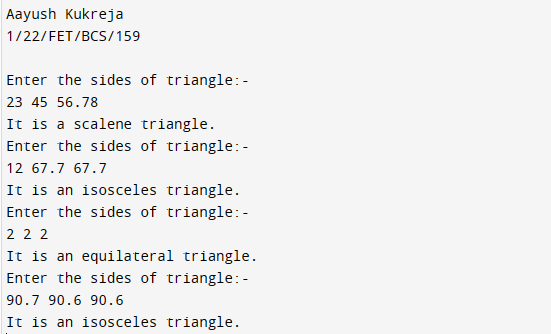 Aayush Kukreja
1/22/FET/BCS/159
Enter the sides of triangle:-
23 45 56.78
It is a scalene triangle.
Enter the sides of triangle:-
12 67.7 67.7
It is an isosceles triangle.
Enter the sides of triangle:-
2 2 2
It is an equilateral triangle.
Enter the sides of triangle:-
90.7 90.6 90.6
It is an isosceles triangle.